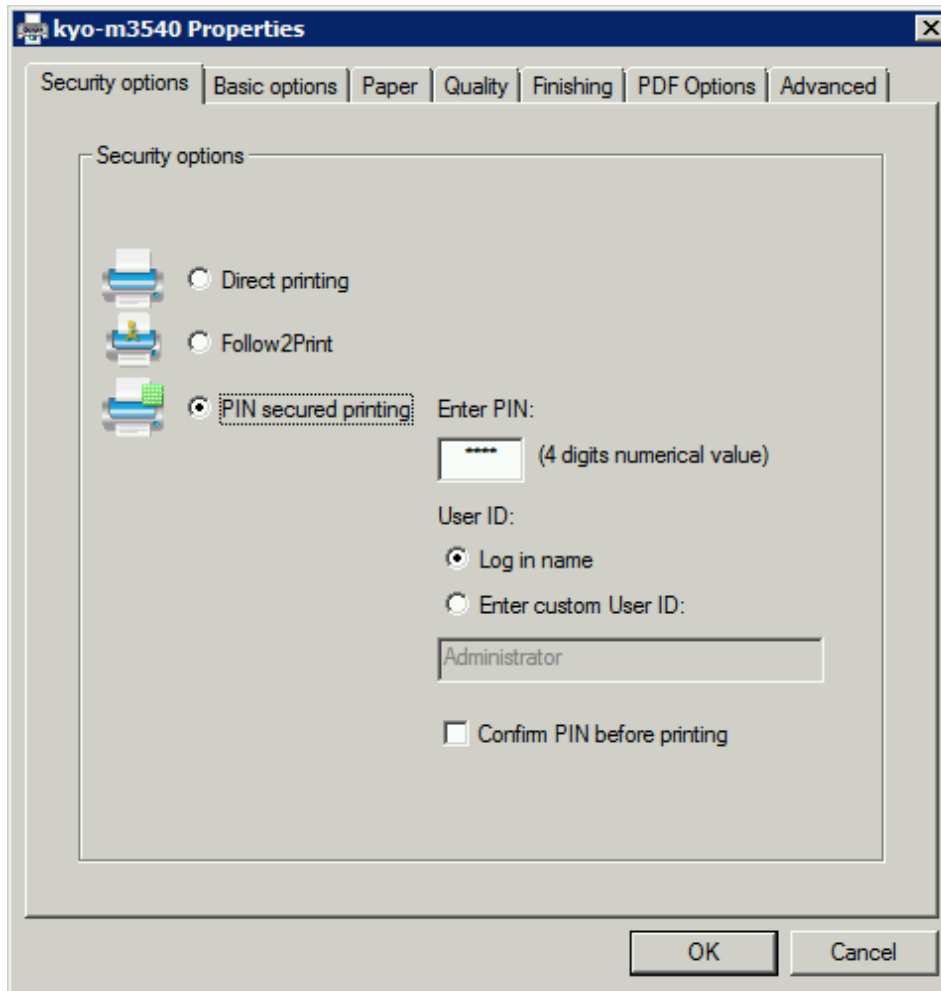 kyo-m3540 Properties
Security options Basic options Paper Quality Finishing PDF Options Advanced
Security options
Direct printing
Follow2Print
PIN secured printing Enter PIN:
**** (4 digits numerical value)
User ID:
Log in name
Enter custom User ID:
Administrator
Confirm PIN before printing
OK Cancel